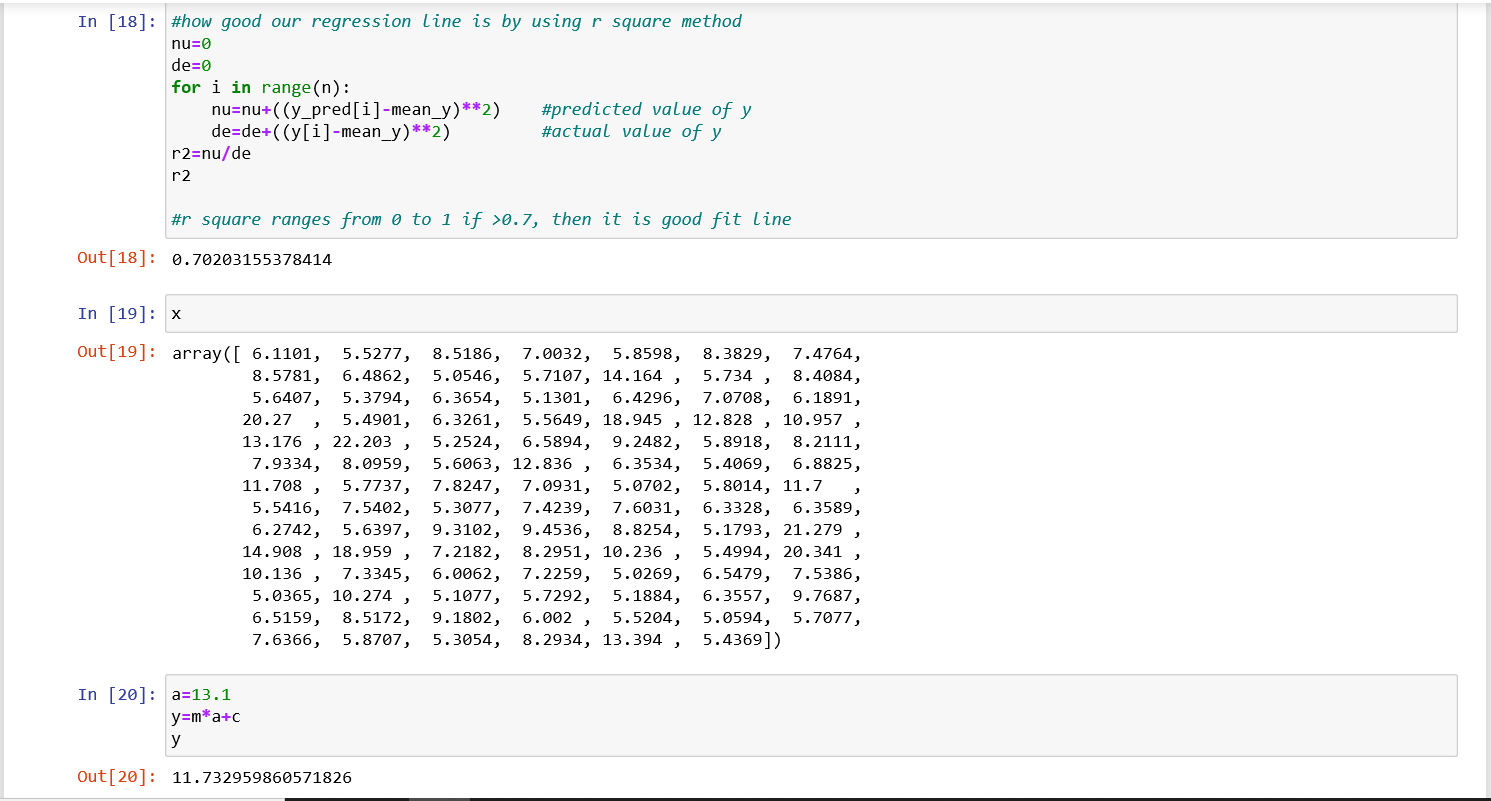 In [18]: #how good our regression line is by using r square method
nu=0
de=0
for i in range(n):
    nu=nu+((y_pred[i]-mean_y)**2)    #predicted value of y
    de=de+((y[i]-mean_y)**2)         #actual value of y
r2=nu/de
r2
#r square ranges from 0 to 1 if >0.7, then it is good fit line
Out[18]: 0.70203155378414
In [19]: x
Out[19]: array([ 6.1101,  5.5277,  8.5186,  7.0032,  5.8598,  8.3829,  7.4764,
        8.5781,  6.4862,  5.0546,  5.7107, 14.164 ,  5.734 ,  8.4084,
        5.6407,  5.3794,  6.3654,  5.1301,  6.4296,  7.0708,  6.1891,
       20.27  ,  5.4901,  6.3261,  5.5649, 18.945 , 12.828 , 10.957 ,
       13.176 , 22.203 ,  5.2524,  6.5894,  9.2482,  5.8918,  8.2111,
        7.9334,  8.0959,  5.6063, 12.836 ,  6.3534,  5.4069,  6.8825,
       11.708 ,  5.7737,  7.8247,  7.0931,  5.0702,  5.8014, 11.7   ,
        5.5416,  7.5402,  5.3077,  7.4239,  7.6031,  6.3328,  6.3589,
        6.2742,  5.6397,  9.3102,  9.4536,  8.8254,  5.1793, 21.279 ,
       14.908 , 18.959 ,  7.2182,  8.2951, 10.236 ,  5.4994, 20.341 ,
       10.136 ,  7.3345,  6.0062,  7.2259,  5.0269,  6.5479,  7.5386,
        5.0365, 10.274 ,  5.1077,  5.7292,  5.1884,  6.3557,  9.7687,
        6.5159,  8.5172,  9.1802,  6.002 ,  5.5204,  5.0594,  5.7077,
        7.6366,  5.8707,  5.3054,  8.2934, 13.394 ,  5.4369])
In [20]: a=13.1
y=m*a+c
y
Out[20]: 11.732959860571826